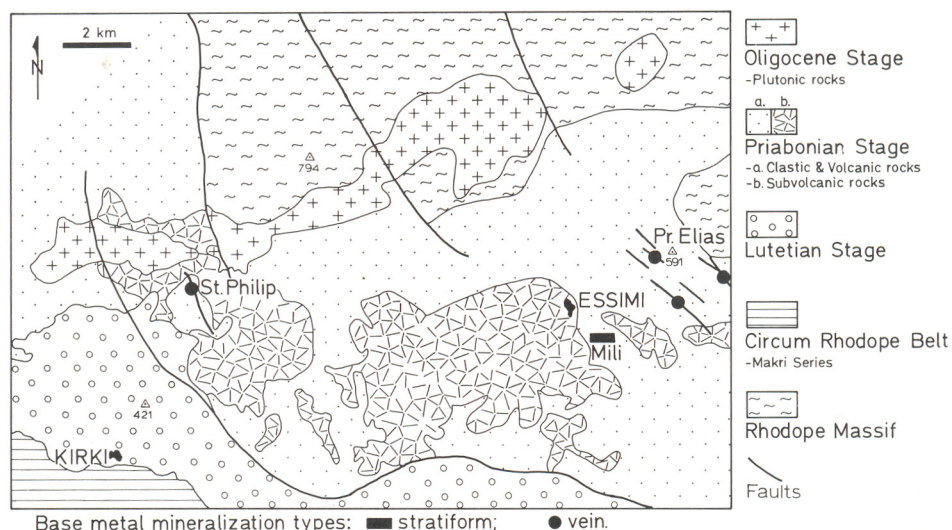 2 km
N
794
Pr. Elias
591
St. Philip
ESSIMI
Mili
421
KIRKI
Oligocene Stage
-Plutonic rocks
a. b.
Priabonian Stage
-a. Clastic & Volcanic rocks
-b. Subvolcanic rocks
Lutetian Stage
Circum Rhodope Belt
-Makri Series
Rhodope Massif
Faults
Base metal mineralization types: stratiform; vein.